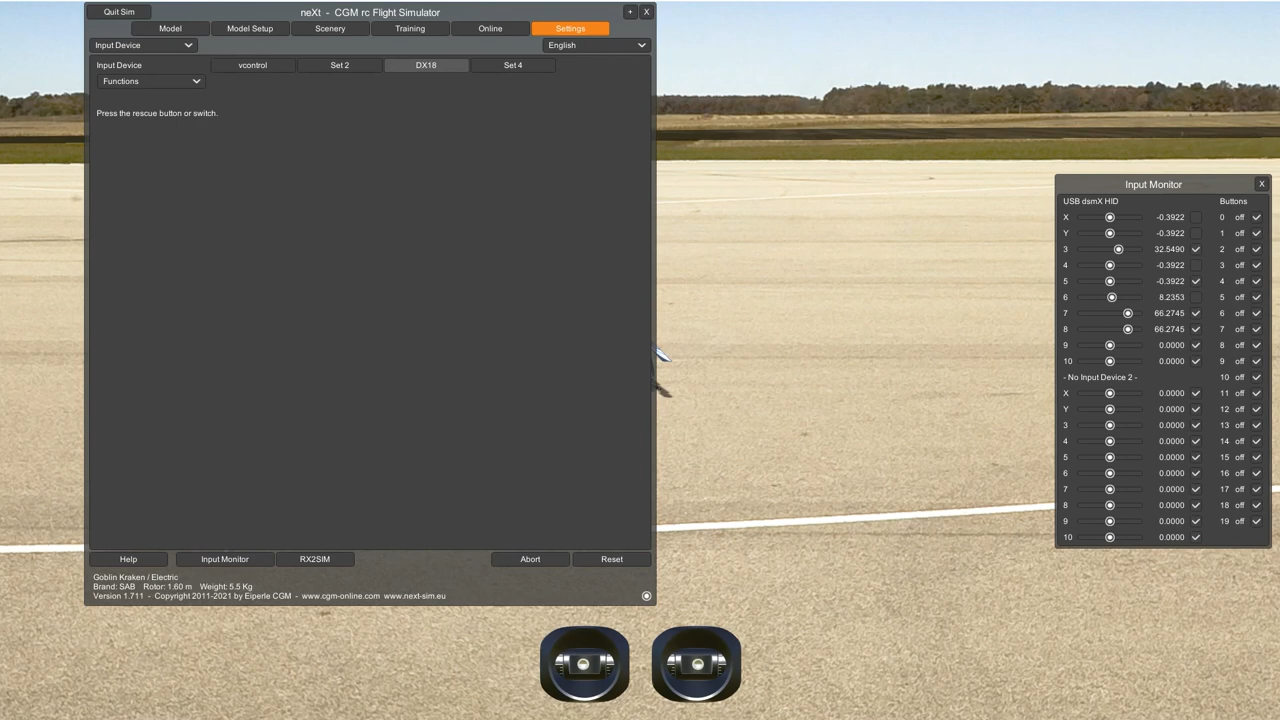 Quit Sim
neXt - CGM rc Flight Simulator
+ X
Model Model Setup Scenery Training Online Settings
Input Device English
Input Device vcontrol Set 2 DX18 Set 4
Functions
Press the rescue button or switch.
Help Input Monitor RX2SIM Abort Reset
Goblin Kraken / Electric
Brand: SAB Rotor: 1.60 m Weight: 5.5 Kg
Version 1.711 - Copyright 2011-2021 by Eiperle CGM - www.cgm-online.com www.next-sim.eu
Input Monitor X
USB dsmX HID Buttons
X -0.3922 0 off
Y -0.3922 1 off
3 32.5490 2 off
4 -0.3922 3 off
5 -0.3922 4 off
6 8.2353 5 off
7 66.2745 6 off
8 66.2745 7 off
9 0.0000 8 off
10 0.0000 9 off
- No Input Device 2 - 10 off
X 0.0000 11 off
Y 0.0000 12 off
3 0.0000 13 off
4 0.0000 14 off
5 0.0000 15 off
6 0.0000 16 off
7 0.0000 17 off
8 0.0000 18 off
9 0.0000 19 off
10 0.0000